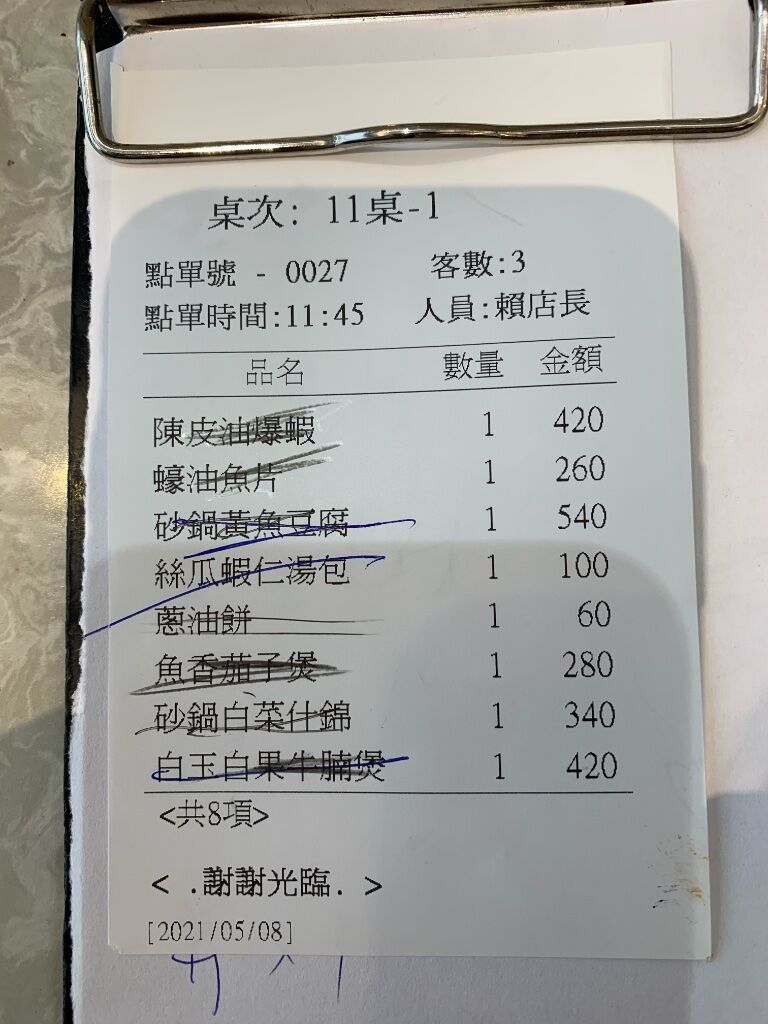 桌次: 11桌-1
點單號 - 0027 客數:3
點單時間:11:45 人員:賴店長
品名 數量 金額
陳皮油爆蝦 1 420
蠔油魚片 1 260
砂鍋黃魚豆腐 1 540
絲瓜蝦仁湯包 1 100
蔥油餅 1 60
魚香茄子煲 1 280
砂鍋白菜什錦 1 340
白玉白果牛腩煲 1 420
<共8項>
< .謝謝光臨. >
[2021/05/08]